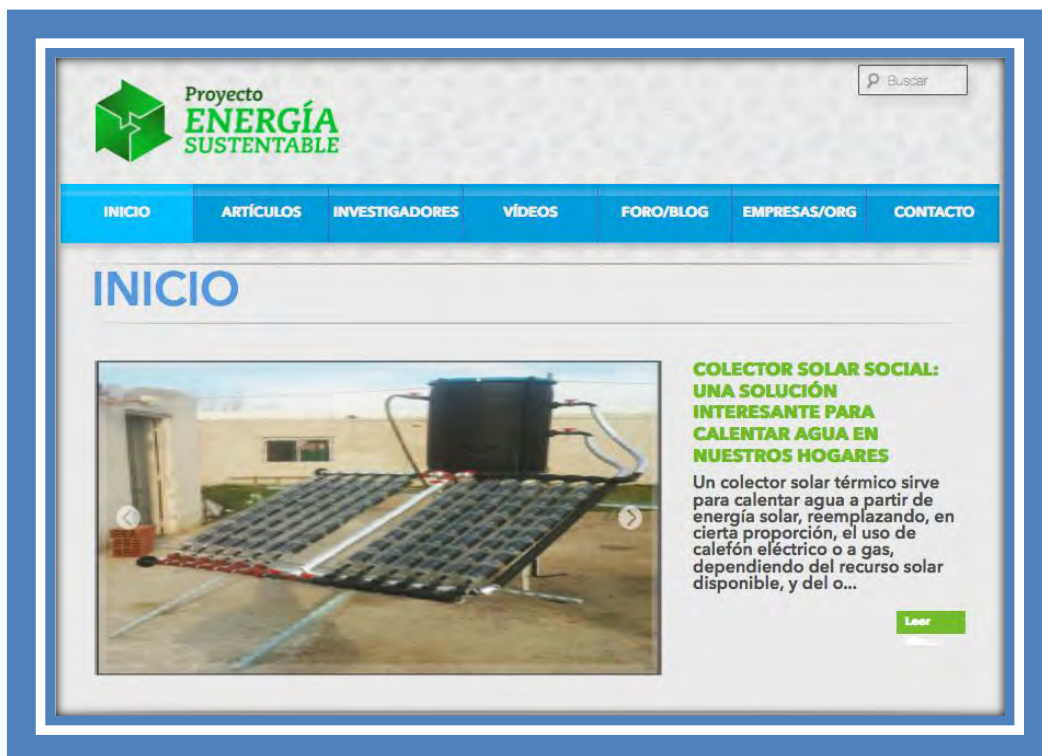 Proyecto
ENERGÍA
SUSTENTABLE
Buscar
INICIO ARTÍCULOS INVESTIGADORES VÍDEOS FORO/BLOG EMPRESAS/ORG CONTACTO
INICIO
COLECTOR SOLAR SOCIAL:
UNA SOLUCIÓN
INTERESANTE PARA
CALENTAR AGUA EN
NUESTROS HOGARES
Un colector solar térmico sirve
para calentar agua a partir de
energía solar, reemplazando, en
cierta proporción, el uso de
calefón eléctrico o a gas,
dependiendo del recurso solar
disponible, y del o...
Leer